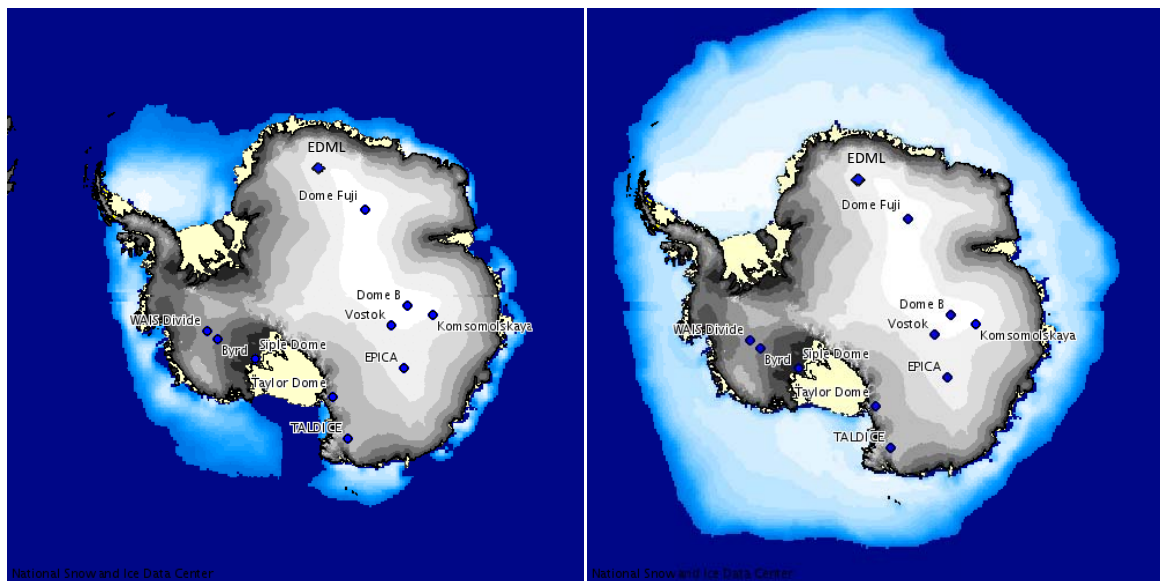 EDML
Dome Fuji
Dome B
Vostok
Komsomolskaya
WAIS Divide
Byrd
Siple Dome
EPICA
Taylor Dome
TALDICE
National Snow and Ice Data Center
EDML
Dome Fuji
Dome B
Vostok
Komsomolskaya
WAIS Divide
Byrd
Siple Dome
EPICA
Taylor Dome
TALDICE
National Snow and Ice Data Center